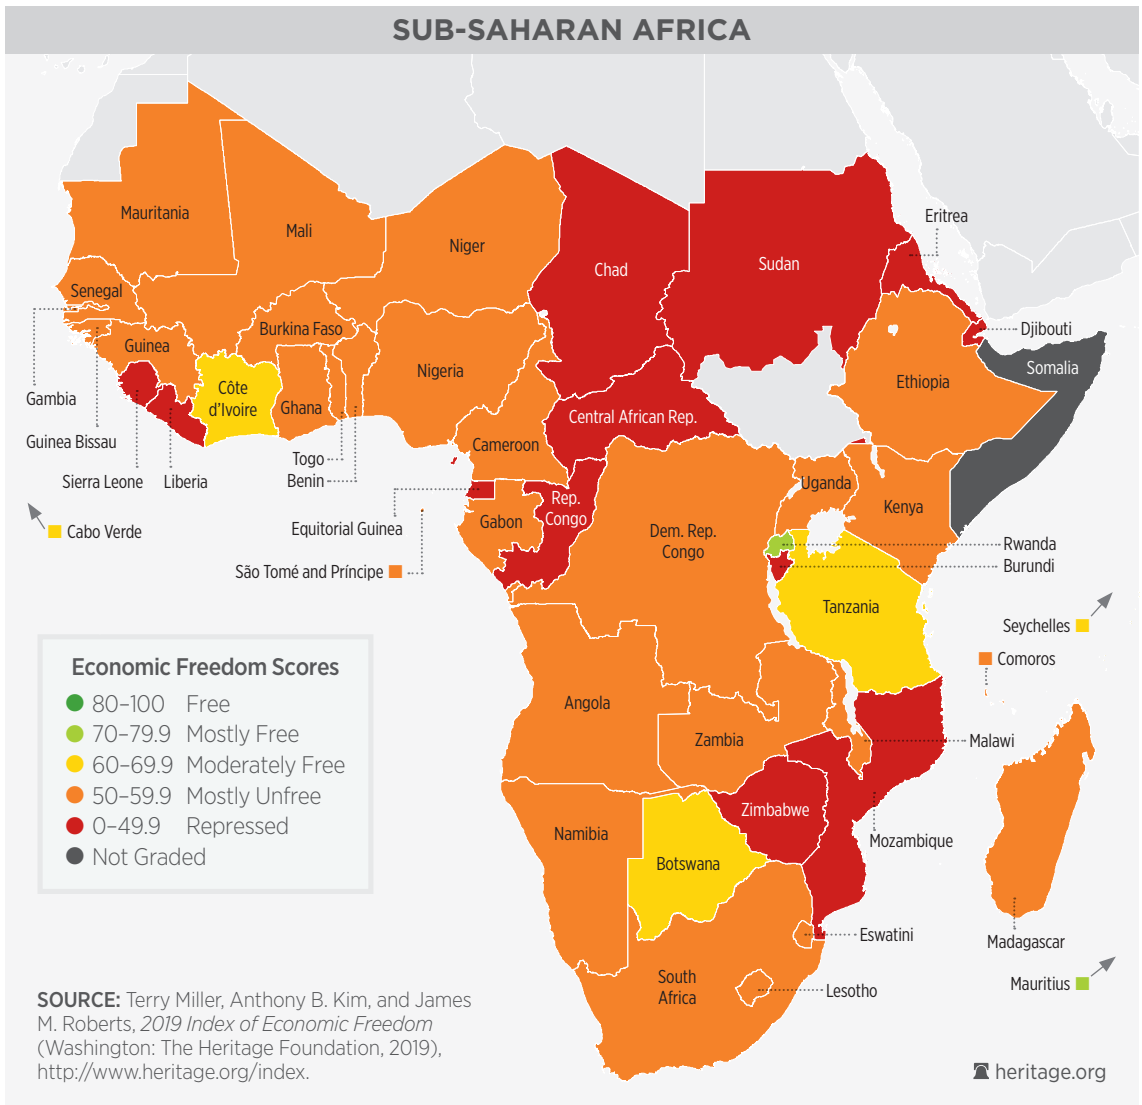 SUB-SAHARAN AFRICA
Mauritania
Mali
Niger
Chad
Sudan
Eritrea
Senegal
Gambia
Burkina Faso
Guinea
Djibouti
Somalia
Nigeria
Ethiopia
Côte
d'Ivoire
Ghana
Guinea Bissau
Central African Rep.
Cameroon
Togo
Benin
Sierra Leone
Liberia
Uganda
Kenya
Rep.
Congo
Gabon
Equitorial Guinea
Cabo Verde
Dem. Rep.
Congo
Rwanda
Burundi
São Tomé and Príncipe
Tanzania
Seychelles
Comoros
Economic Freedom Scores
80–100 Free
70–79.9 Mostly Free
60–69.9 Moderately Free
50–59.9 Mostly Unfree
0–49.9 Repressed
Not Graded
Angola
Zambia
Malawi
Zimbabwe
Namibia
Mozambique
Botswana
Eswatini
Madagascar
South
Africa
Lesotho
Mauritius
SOURCE: Terry Miller, Anthony B. Kim, and James
M. Roberts, 2019 Index of Economic Freedom
(Washington: The Heritage Foundation, 2019),
http://www.heritage.org/index.
heritage.org